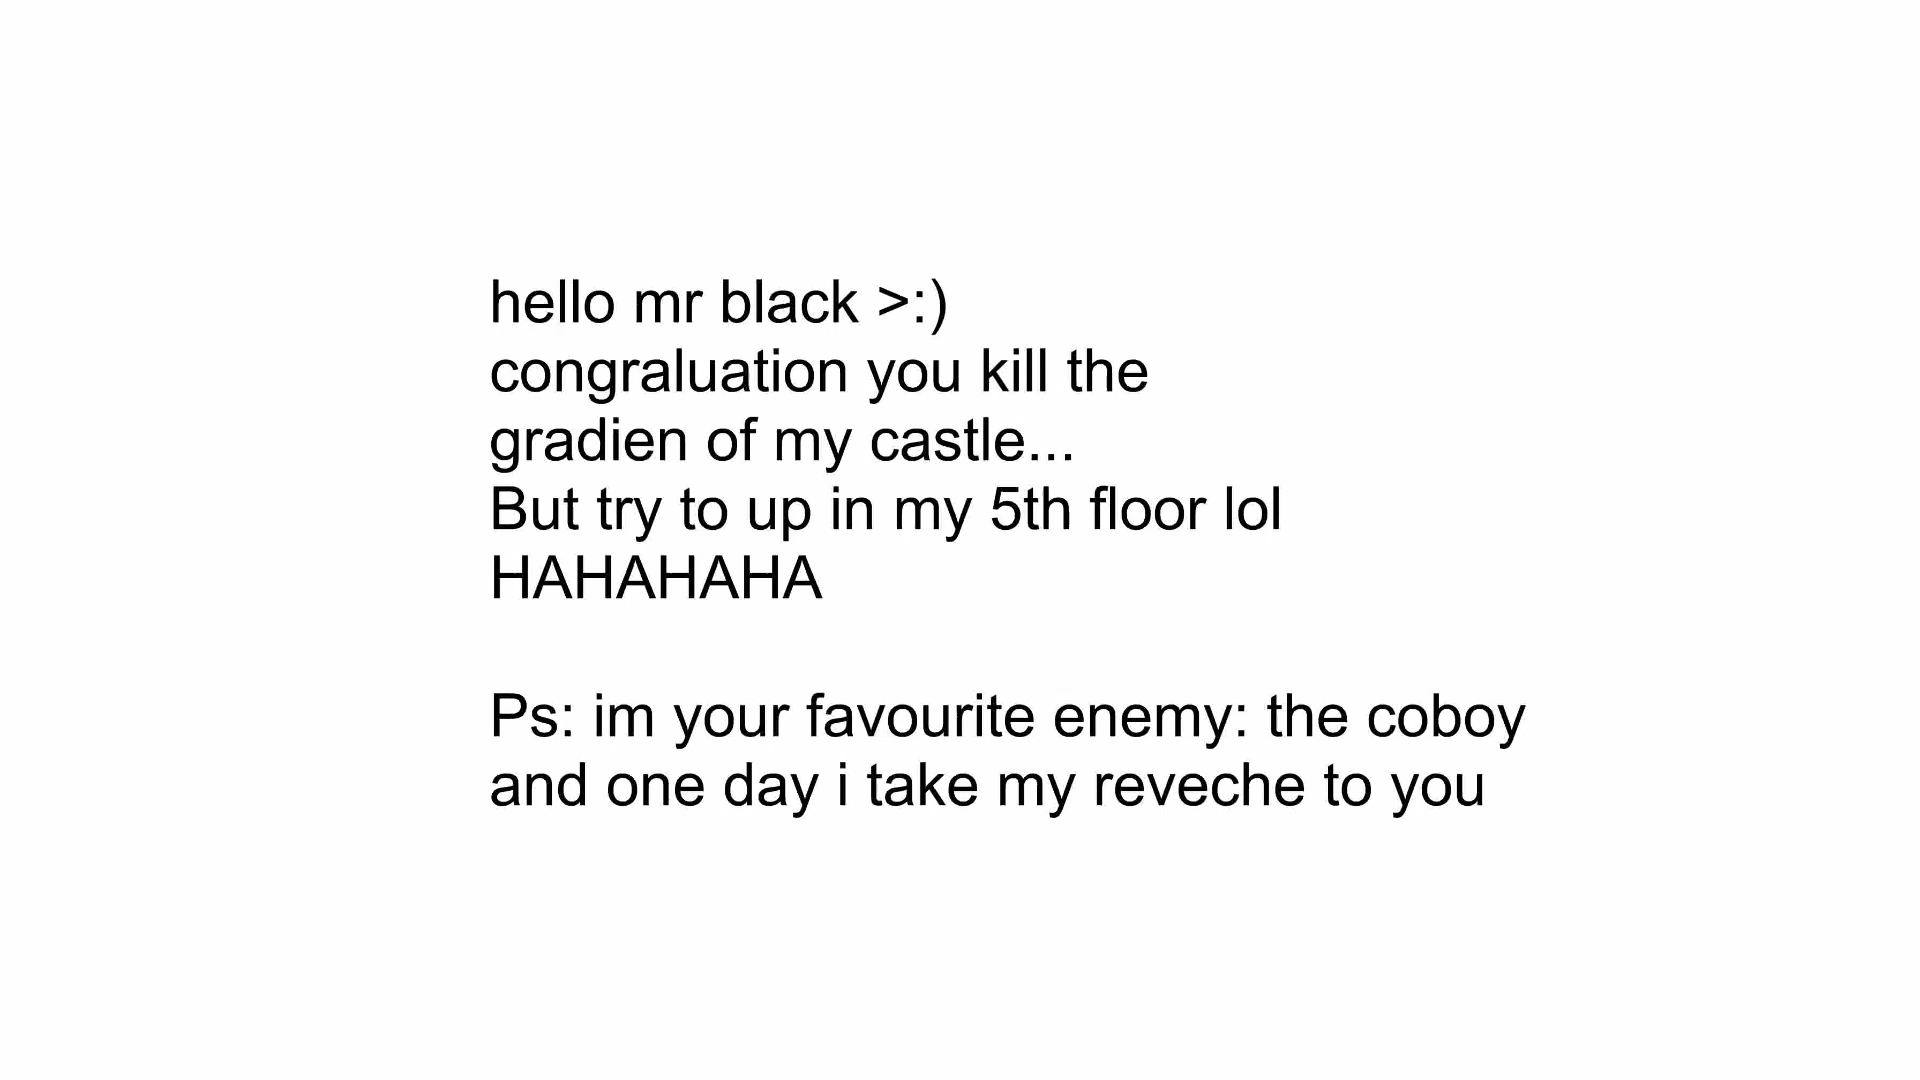 hello mr black >:)
congraluation you kill the
gradien of my castle...
But try to up in my 5th floor lol
HAHAHAHA
Ps: im your favourite enemy: the coboy
and one day i take my reveche to you